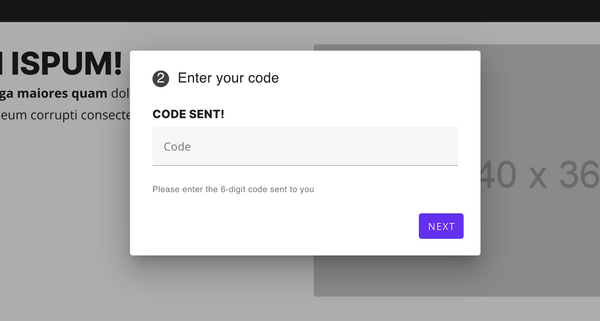 ISPUM!
maiores quam dol
eum corrupti consecte
2 Enter your code
CODE SENT!
Code
Please enter the 6-digit code sent to you
NEXT
40 x 36